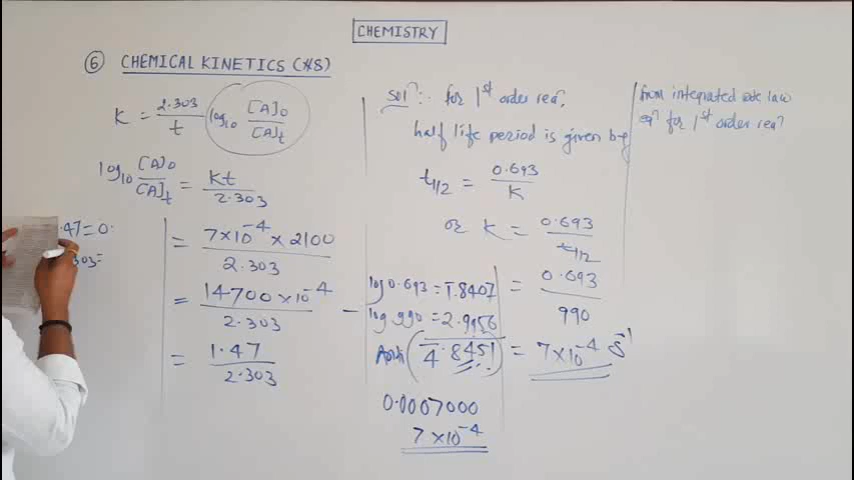 CHEMISTRY
⑥ CHEMICAL KINETICS (#8)
K = 2.303/t log₁₀ [A]₀/[A]t
log₁₀ [A]₀/[A]t = Kt/2.303
= 7×10⁻⁴ × 2100/2.303
= 14700×10⁻⁴/2.303
= 1.47/2.303
.47 = 0.
303 =
Sol?:- for 1st order rea?,
half life period is given by
t1/2 = 0.693/K
or K = 0.693/t1/2
= 0.693/990
= 7×10⁻⁴ s⁻¹
log 0.693 = 1̅.8407
- log 990 = 2.9956
(4̅.8451)
0.0007000
7×10⁻⁴
from integrated rate law
eq? for 1st order rea?